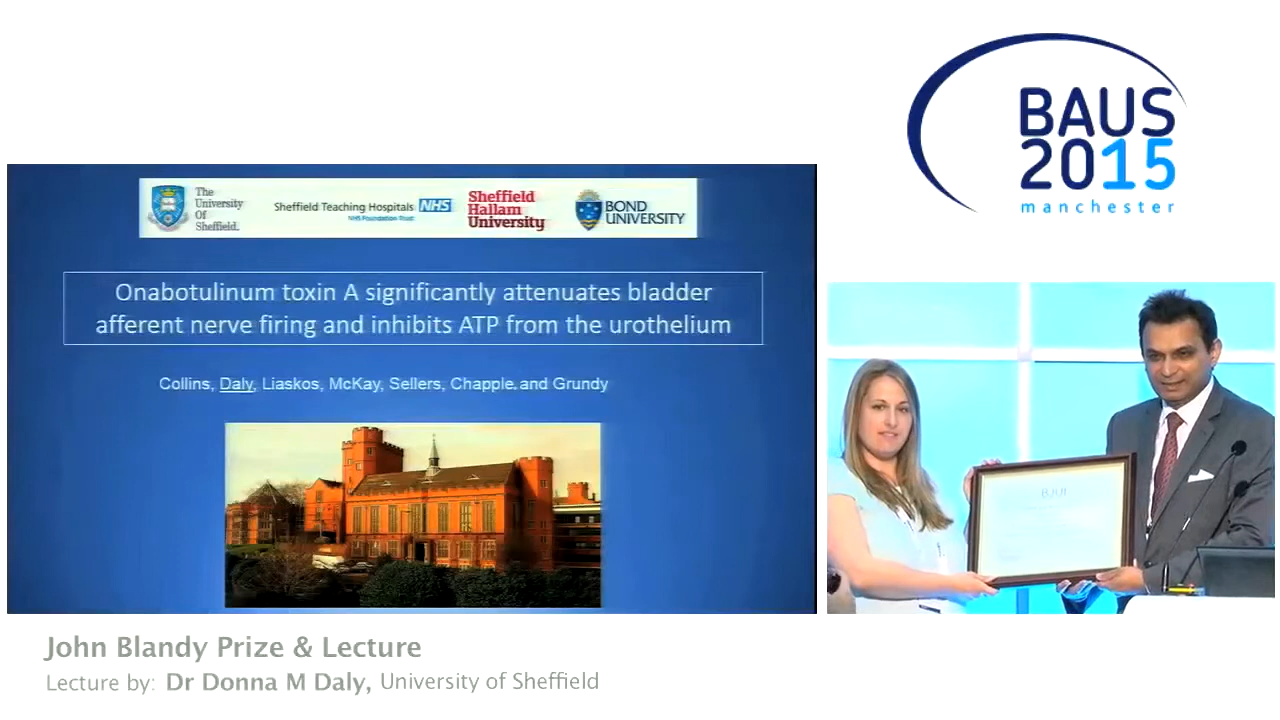 BAUS
2015
manchester
The
University
Of
Sheffield.
Sheffield Teaching Hospitals NHS
NHS Foundation Trust
Sheffield
Hallam
University
BOND
UNIVERSITY
Onabotulinum toxin A significantly attenuates bladder
afferent nerve firing and inhibits ATP from the urothelium
Collins, Daly, Liaskos, McKay, Sellers, Chapple, and Grundy
BJUI
John Blandy Prize & Lecture
Lecture by: Dr Donna M Daly, University of Sheffield